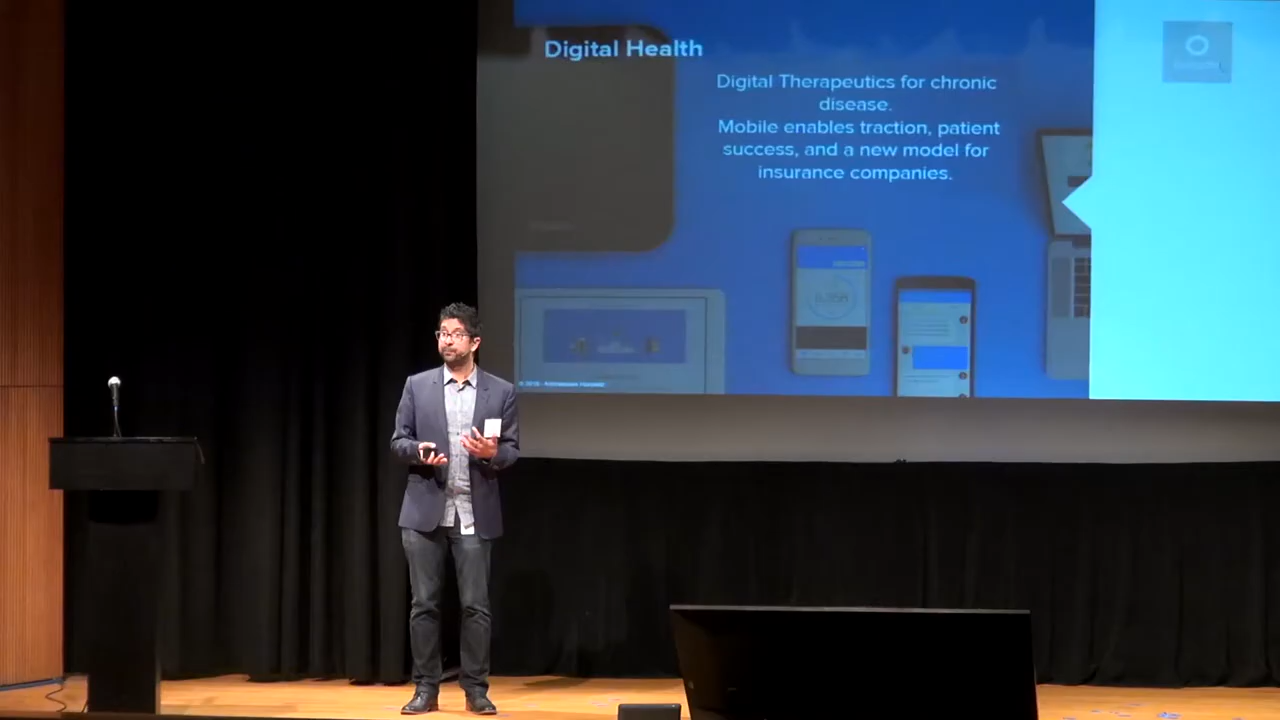 Digital Health
Digital Therapeutics for chronic
disease.
Mobile enables traction, patient
success, and a new model for
insurance companies.